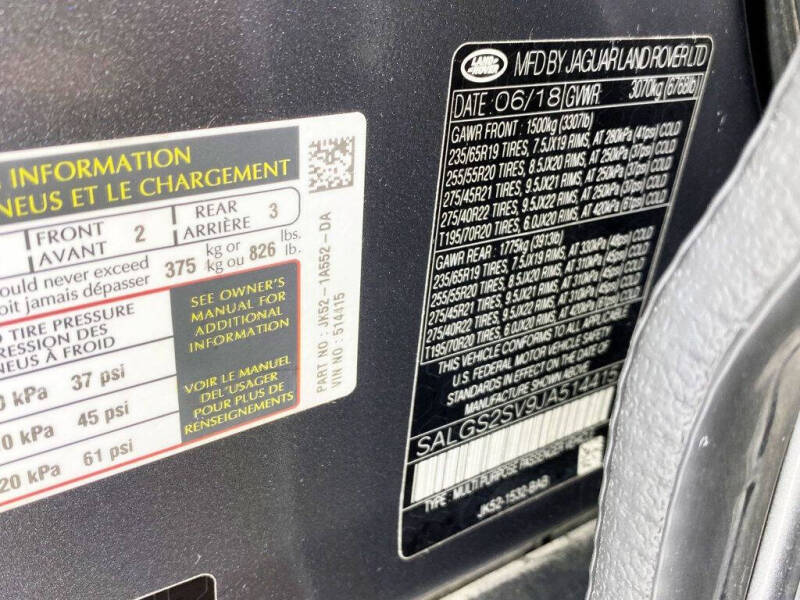 INFORMATION
NEUS ET LE CHARGEMENT
FRONT
AVANT 2
REAR
ARRIÈRE 3
ould never exceed
oit jamais dépasser
375 kg or
kg ou 826 lbs.
lb.
TIRE PRESSURE
RESSION DES
NEUS À FROID
0 kPa 37 psi
10 kPa 45 psi
20 kPa 61 psi
SEE OWNER'S
MANUAL FOR
ADDITIONAL
INFORMATION
VOIR LE MANUEL
DEL'USAGER
POUR PLUS DE
RENSEIGNEMENTS
PART NO : JK52-1A552-DA
VIN NO : 514415
LAND
ROVER
MFD BY JAGUAR LAND ROVER LTD
DATE: 06/18 GVWR: 3070kg (6768lb)
GAWR FRONT : 1500kg (3307lb)
235/65R19 TIRES, 7.5JX19 RIMS, AT 280kPa (41psi) COLD
255/55R20 TIRES, 8.5JX20 RIMS, AT 250kPa (37psi) COLD
275/45R21 TIRES, 9.5JX21 RIMS, AT 250kPa (37psi) COLD
275/40R22 TIRES, 9.5JX22 RIMS, AT 250kPa (37psi) COLD
T195/70R20 TIRES, 6.0JX20 RIMS, AT 420kPa (61psi) COLD
GAWR REAR : 1775kg (3913lb)
235/65R19 TIRES, 7.5JX19 RIMS, AT 330kPa (48psi) COLD
255/55R20 TIRES, 8.5JX20 RIMS, AT 310kPa (45psi) COLD
275/45R21 TIRES, 9.5JX21 RIMS, AT 310kPa (45psi) COLD
275/40R22 TIRES, 9.5JX22 RIMS, AT 310kPa (45psi) COLD
T195/70R20 TIRES, 6.0JX20 RIMS, AT 420kPa (61psi) COLD
THIS VEHICLE CONFORMS TO ALL APPLICABLE
U.S. FEDERAL MOTOR VEHICLE SAFETY
STANDARDS IN EFFECT ON THE DATE OF
SALGS2SV9JA514415
TYPE : MULTI PURPOSE PASSENGER VEHICLE
JK52-1532-BAB